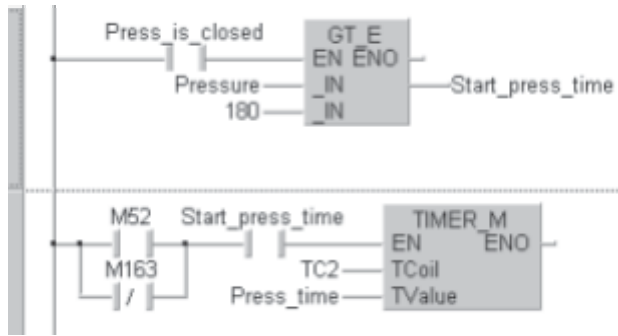 Press_is_closed
GT_E
EN ENO
Pressure _IN Start_press_time
180 _IN
M52 Start_press_time TIMER_M
EN ENO
M163
TC2 TCoil
/
Press_time TValue